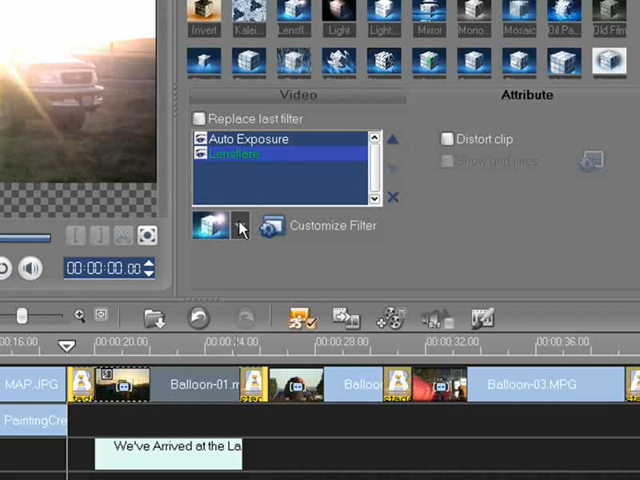 Invert Kalei... Lensfl... Light Light... Mirror Mono... Mosaic Oil Pa... Old Film
Video
Attribute
Replace last filter
Auto Exposure
Lensflare
Distort clip
Show grid lines
Customize Filter
00:00:00.00
00:16.00 00:00:20.00 00:00:24.00 00:00:28.00 00:00:32.00 00:00:36.00
MAP.JPG Balloon-01.m Balloo Balloon-03.MPG
PaintingCre
We've Arrived at the La